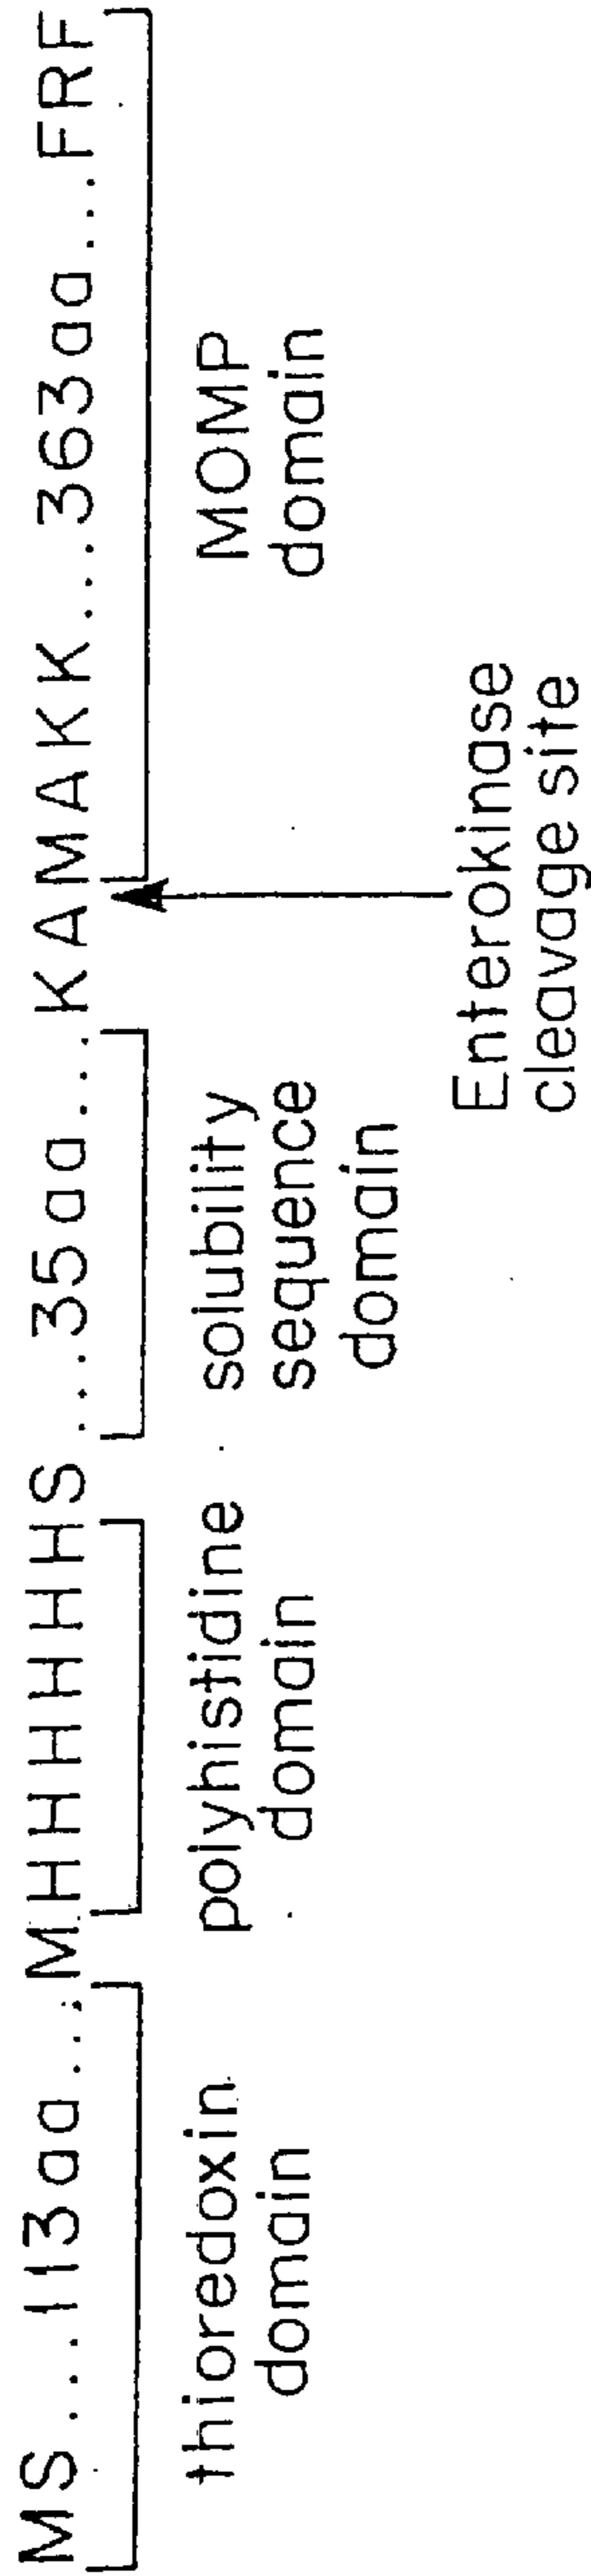 MS...113aa...MHHHHHHS...35aa....KAMAKK...363aa...FRF
thioredoxin
domain
polyhistidine
domain
solubility
sequence
domain
MOMP
domain
Enterokinase
cleavage site